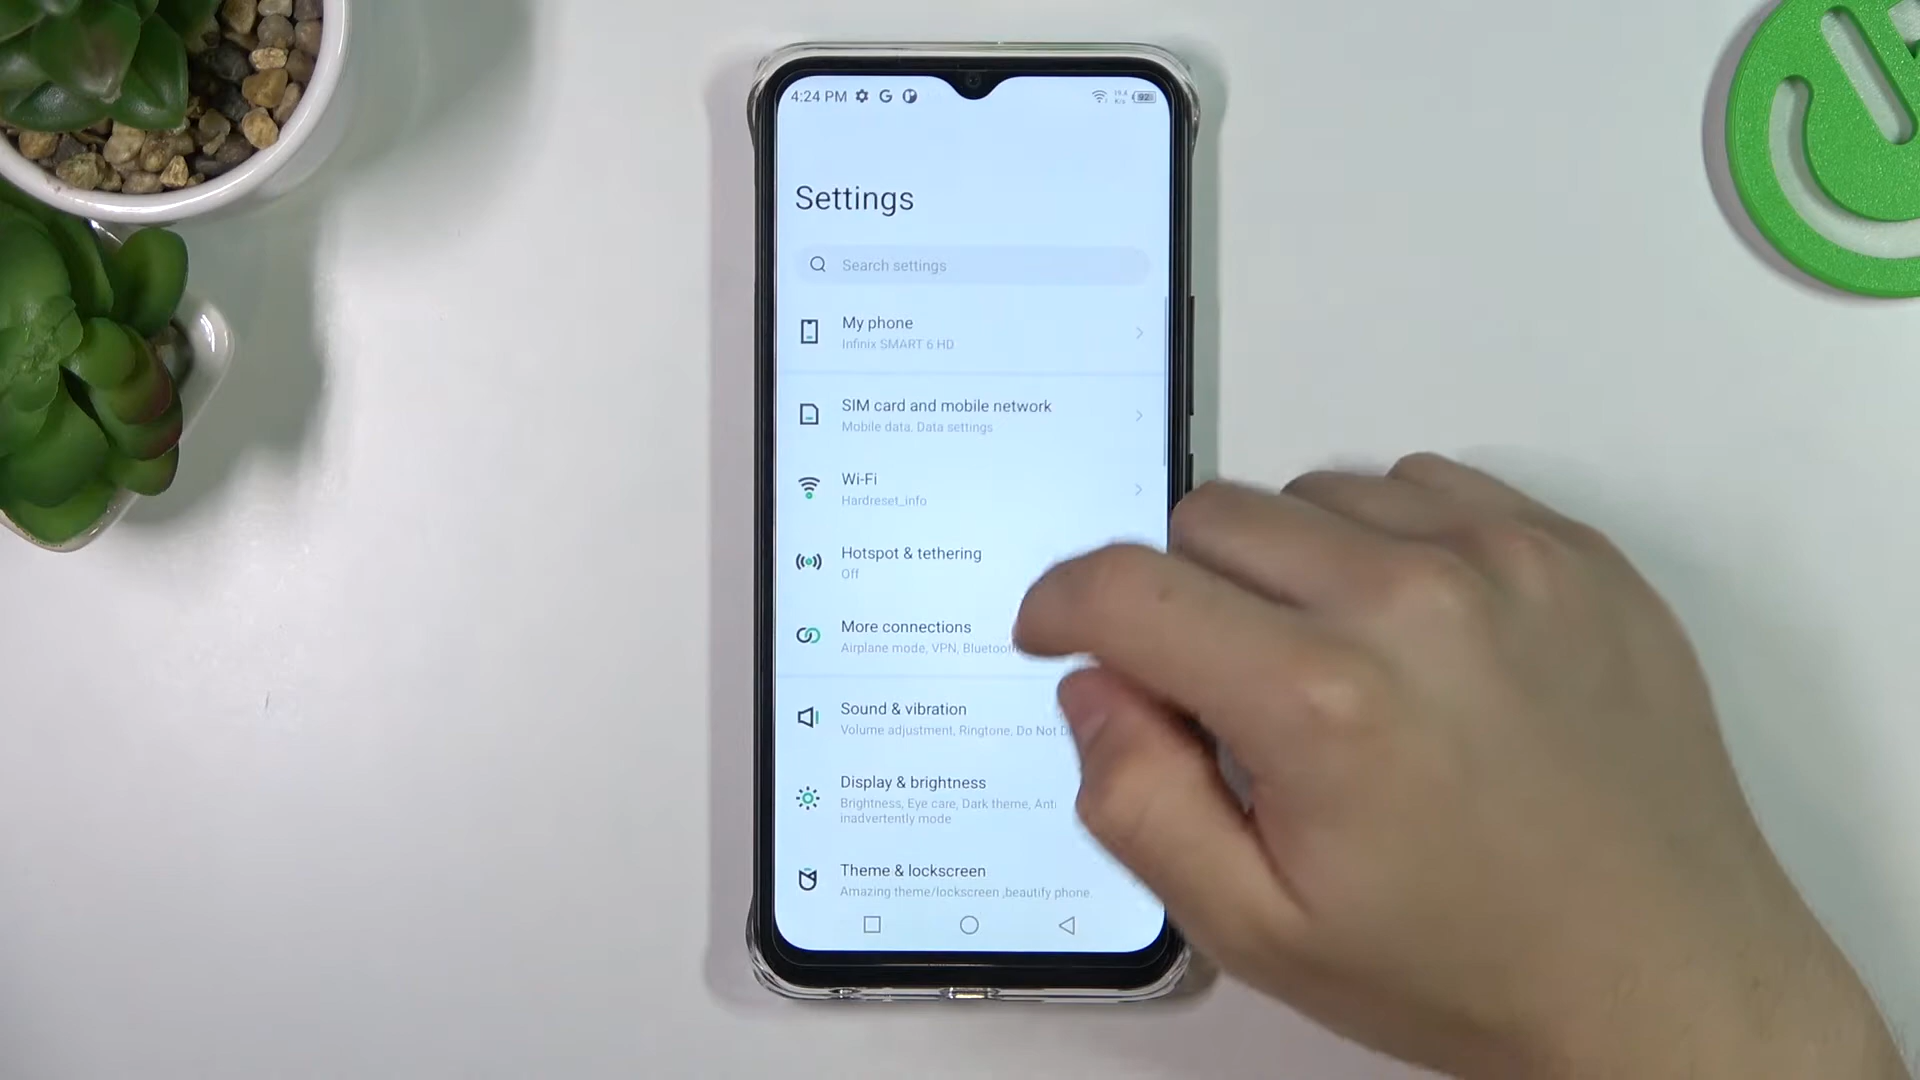 4:24 PM
92
Settings
Search settings
My phone
Infinix SMART 6 HD
SIM card and mobile network
Mobile data, Data settings
Wi-Fi
Hardreset_info
Hotspot & tethering
Off
More connections
Airplane mode, VPN, Bluetooth
Sound & vibration
Volume adjustment, Ringtone, Do Not D
Display & brightness
Brightness, Eye care, Dark theme, Anti
inadvertently mode
Theme & lockscreen
Amazing theme/lockscreen ,beautify phone.